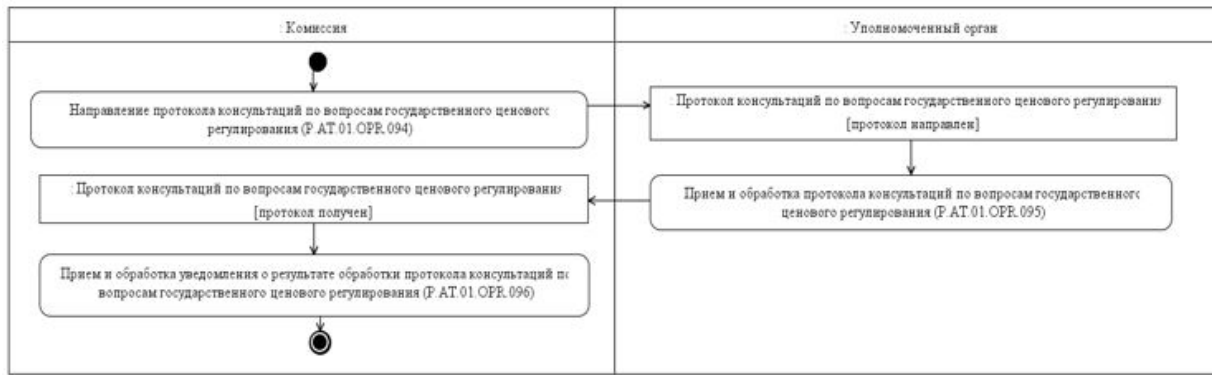 : Комиссия
: Уполномоченный орган
Направление протокола консультаций по вопросам государственного ценового
регулирования (P.AT.01.OPR.094)
: Протокол консультаций по вопросам государственного ценового регулирования
[протокол направлен]
Прием и обработка протокола консультаций по вопросам государственного
ценового регулирования (P.AT.01.OPR.095)
: Протокол консультаций по вопросам государственного ценового регулирования
[протокол получен]
Прием и обработка уведомления о результате обработки протокола консультаций по
вопросам государственного ценового регулирования (P.AT.01.OPR.096)